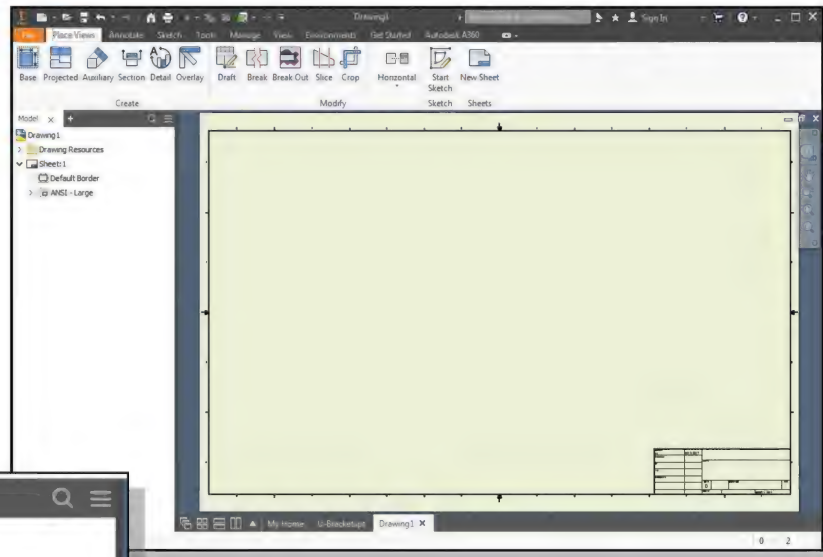 Drawing1
Sign In
File Place Views Annotate Sketch Tools Manage View Environments Get Started Autodesk A360
Base Projected Auxiliary Section Detail Overlay Draft Break Break Out Slice Crop Horizontal Start Sketch New Sheet
Create Modify Sketch Sheets
Model
Drawing1
Drawing Resources
Sheet:1
Default Border
ANSI - Large
My Home U-Bracket.ipt Drawing1
0 2